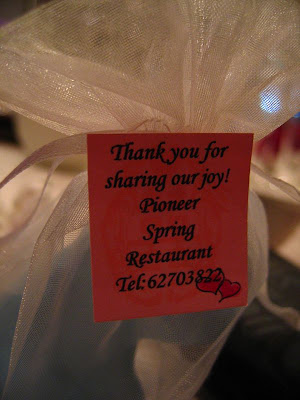 Thank you for
sharing our joy!
Pioneer
Spring
Restaurant
Tel:62703822